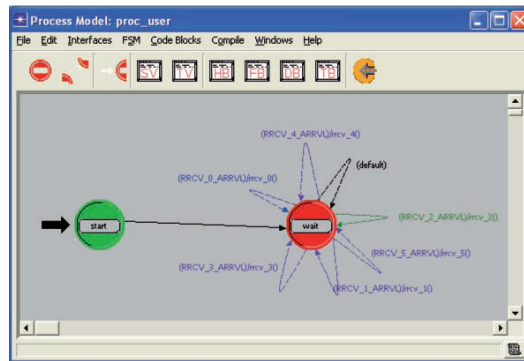 Process Model: proc_user
File Edit Interfaces FSM Code Blocks Compile Windows Help
SV TV HB FB DB TB
(RRCV_4_ARRVL)/rrcv_4()
(default)
(RRCV_0_ARRVL)/rrcv_0()
(RRCV_2_ARRVL)/rrcv_2()
start
wait
(RRCV_5_ARRVL)/rrcv_5()
(RRCV_3_ARRVL)/rrcv_3()
(RRCV_1_ARRVL)/rrcv_1()